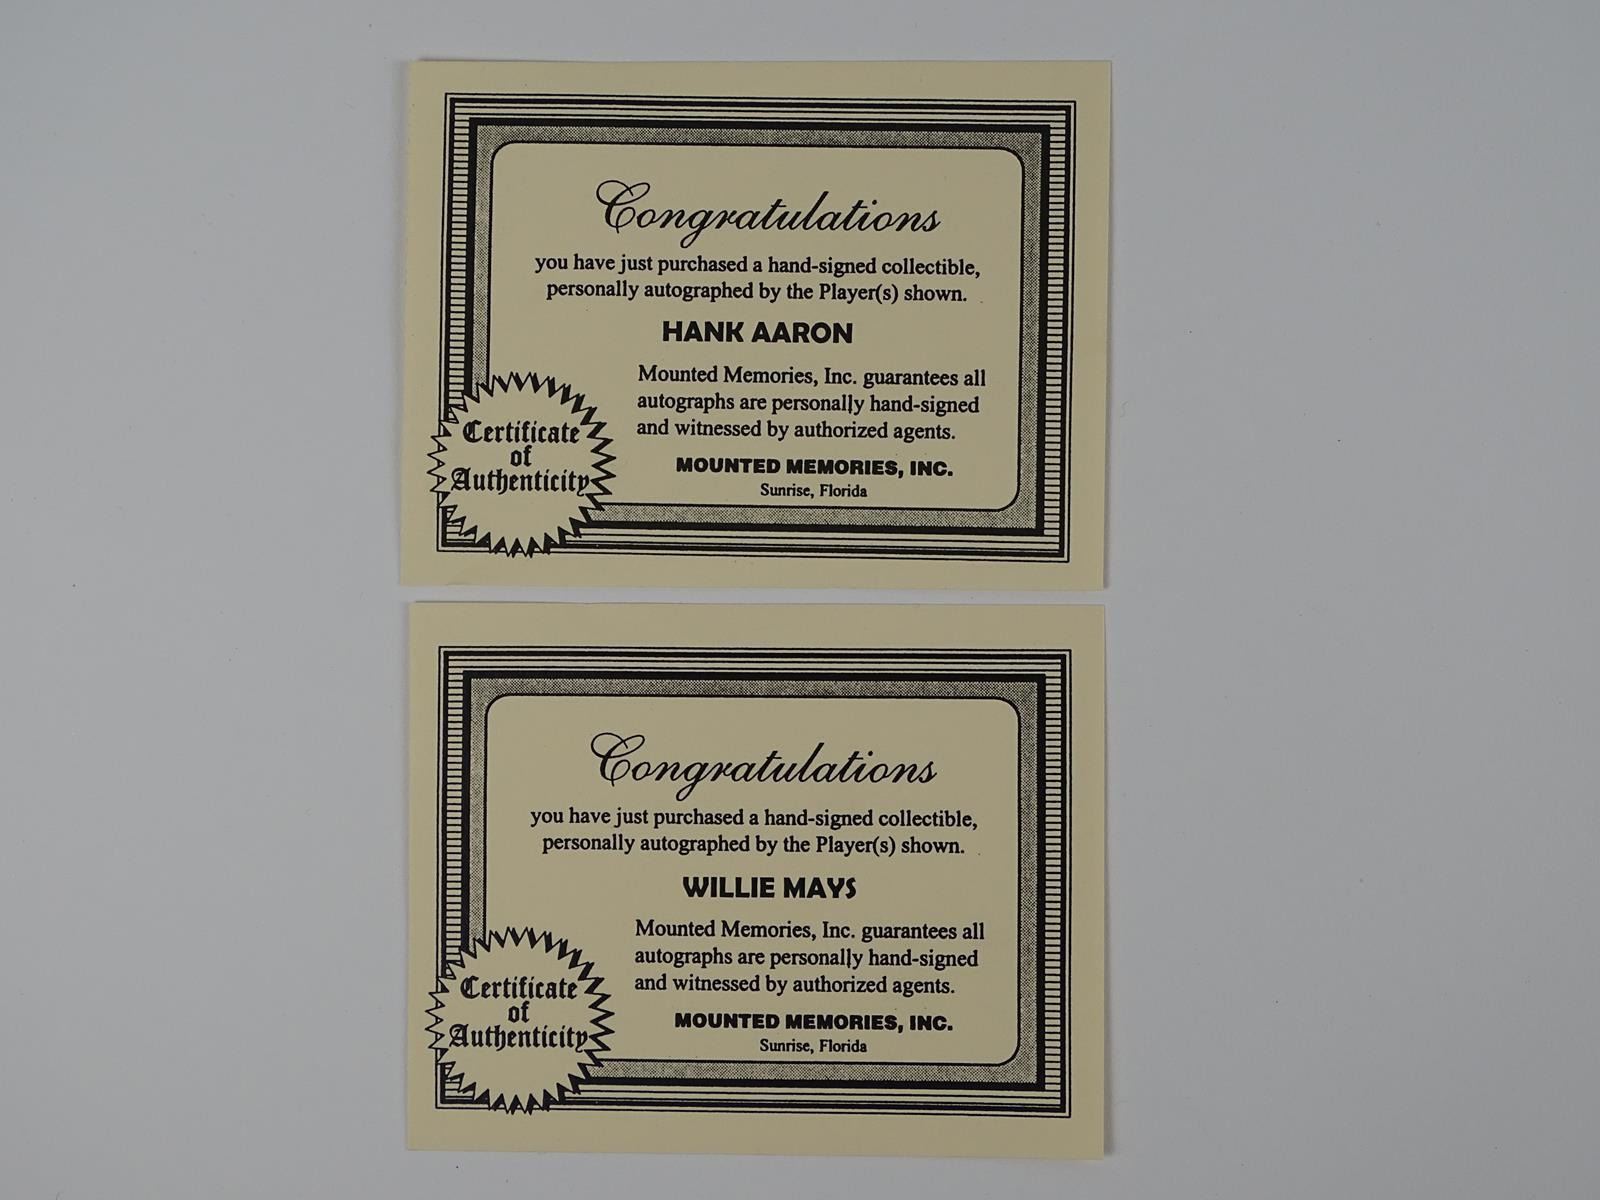 Congratulations
you have just purchased a hand-signed collectible,
personally autographed by the Player(s) shown.
HANK AARON
Mounted Memories, Inc. guarantees all
autographs are personally hand-signed
and witnessed by authorized agents.
MOUNTED MEMORIES, INC.
Sunrise, Florida
Certificate
of
Authenticity
Congratulations
you have just purchased a hand-signed collectible,
personally autographed by the Player(s) shown.
WILLIE MAYS
Mounted Memories, Inc. guarantees all
autographs are personally hand-signed
and witnessed by authorized agents.
MOUNTED MEMORIES, INC.
Sunrise, Florida
Certificate
of
Authenticity